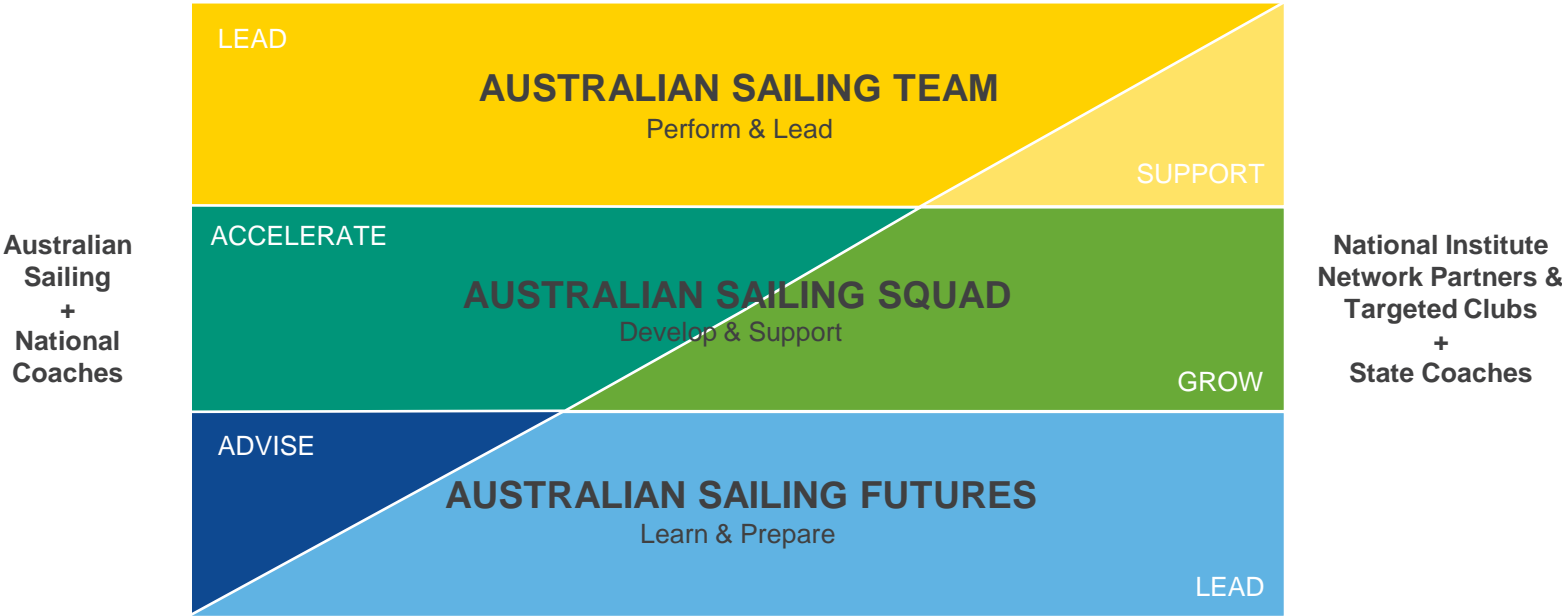 LEAD
AUSTRALIAN SAILING TEAM
Perform & Lead
SUPPORT
Australian
Sailing
+
National
Coaches
ACCELERATE
AUSTRALIAN SAILING SQUAD
Develop & Support
GROW
National Institute
Network Partners &
Targeted Clubs
+
State Coaches
ADVISE
AUSTRALIAN SAILING FUTURES
Learn & Prepare
LEAD